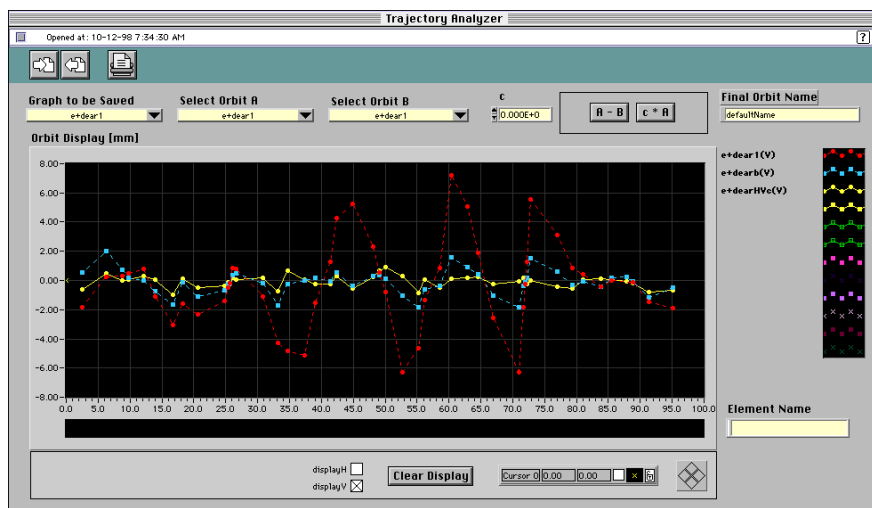 Trajectory Analyzer
Opened at: 10-12-98 7:34:30 AM
?
Graph to be Saved
e+dear1
Select Orbit A
e+dear1
Select Orbit B
e+dear1
c
0.000E+0
A - B
c * A
Final Orbit Name
defaultName
Orbit Display [mm]
8.00
6.00
4.00
2.00
0.00
-2.00
-4.00
-6.00
-8.00
0.0 5.0 10.0 15.0 20.0 25.0 30.0 35.0 40.0 45.0 50.0 55.0 60.0 65.0 70.0 75.0 80.0 85.0 90.0 95.0 100.0
e+dear1(V)
e+dearb(V)
e+dearHVc(V)
Element Name
displayH
displayV
Clear Display
Cursor 0 0.00 0.00